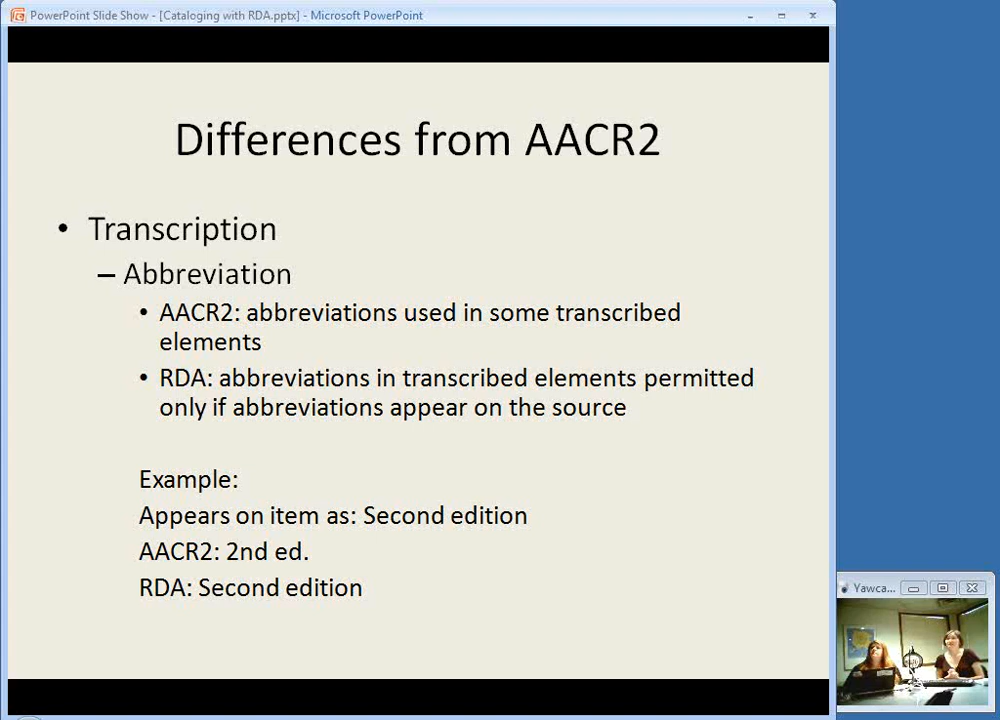 PowerPoint Slide Show - [Cataloging with RDA.pptx] - Microsoft PowerPoint
Differences from AACR2
• Transcription
– Abbreviation
• AACR2: abbreviations used in some transcribed
elements
• RDA: abbreviations in transcribed elements permitted
only if abbreviations appear on the source
Example:
Appears on item as: Second edition
AACR2: 2nd ed.
RDA: Second edition
Yawca...